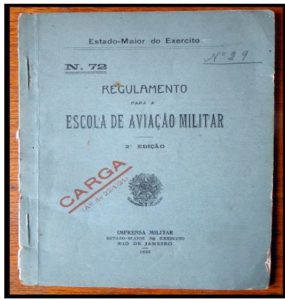 Estado-Maior do Exercito
Nº 29
N. 72
REGULAMENTO
PARA A
ESCOLA DE AVIAÇÃO MILITAR
2ª EDIÇÃO
CARGA
IMPRENSA MILITAR
ESTADO-MAIOR DO EXERCITO
RIO DE JANEIRO